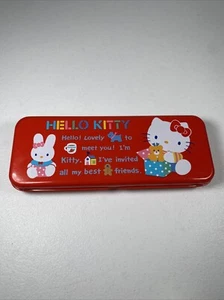 HELLO KITTY
Hello! Lovely to
meet you! I'm
Kitty. I've invited
all my best friends.